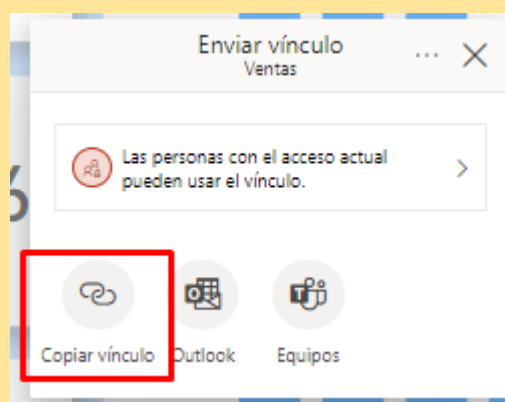 Enviar vínculo
Ventas
Las personas con el acceso actual
pueden usar el vínculo.
Copiar vínculo Outlook Equipos